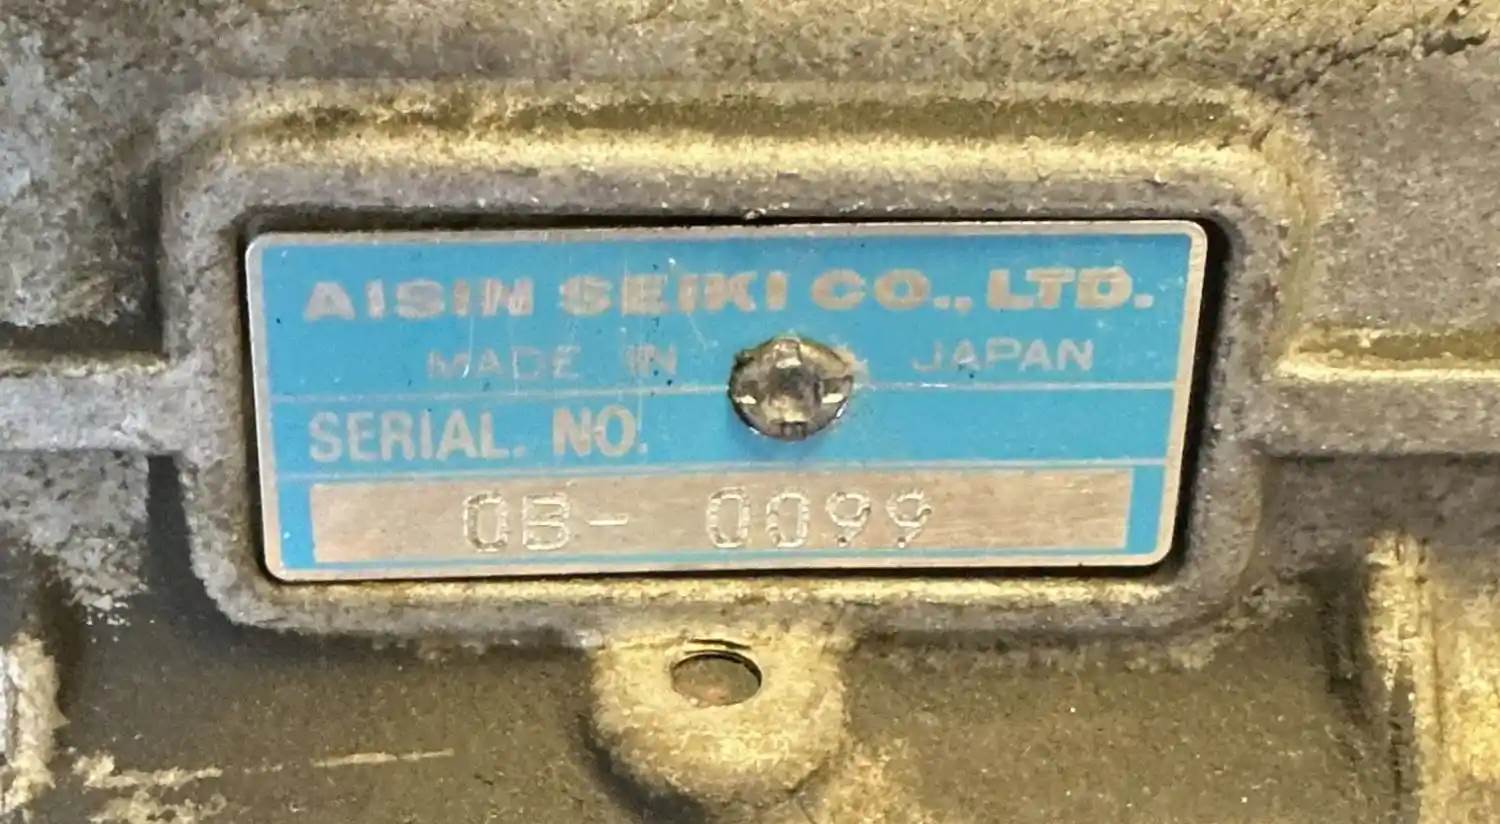 AISIN SEIKI CO., LTD.
MADE IN JAPAN
SERIAL. NO.
0B- 0099